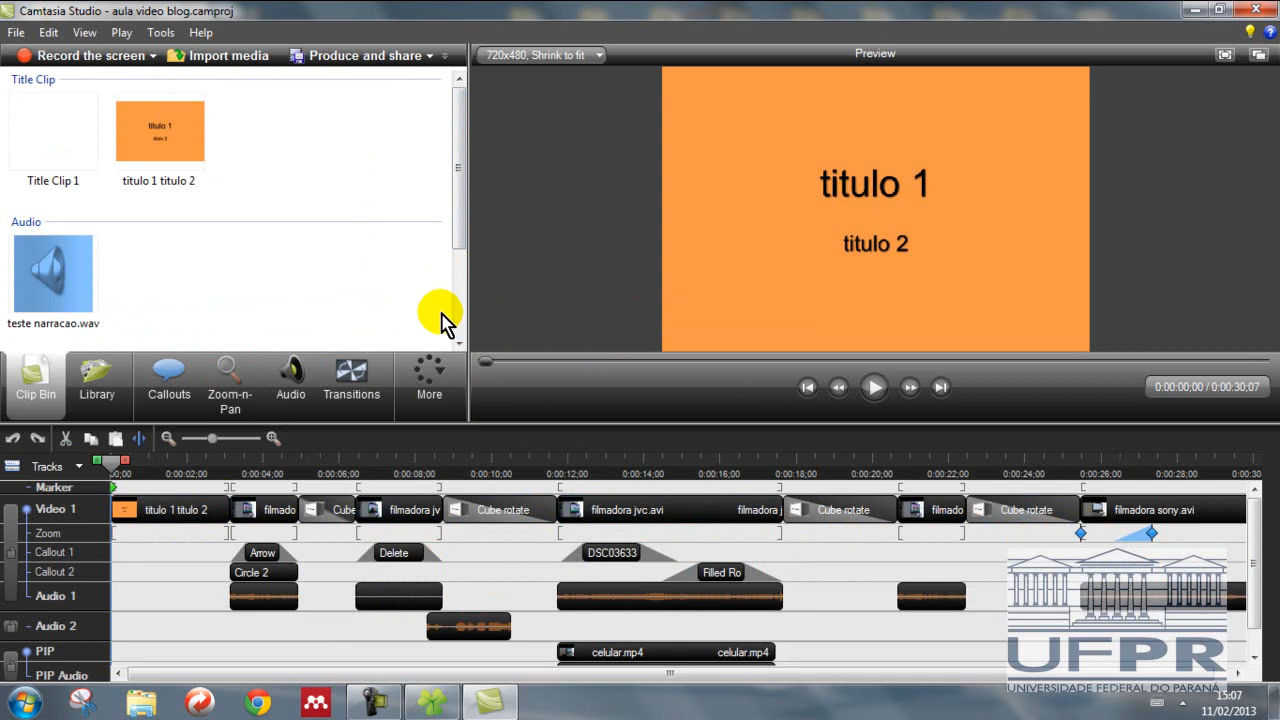 Camtasia Studio - aula video blog.camproj
File Edit View Play Tools Help
Record the screen Import media Produce and share
720x480, Shrink to fit Preview
Title Clip
titulo 1
titulo 2
Title Clip 1 titulo 1 titulo 2
Audio
teste narracao.wav
titulo 1
titulo 2
Clip Bin Library Callouts Zoom-n-Pan Audio Transitions More
0:00:00;00 / 0:00:30;07
Tracks 00;00 0:00:02;00 0:00:04;00 0:00:06;00 0:00:08;00 0:00:10;00 0:00:12;00 0:00:14;00 0:00:16;00 0:00:18;00 0:00:20;00 0:00:22;00 0:00:24;00 0:00:26;00 0:00:28;00 0:00:30
Marker
Video 1 titulo 1 titulo 2 filmado Cube filmadora jv Cube rotate filmadora jvc.avi filmadora j Cube rotate filmado Cube rotate filmadora sony.avi
Zoom
Callout 1 Arrow Delete DSC03633
Callout 2 Circle 2 Filled Ro
Audio 1
Audio 2
PIP celular.mp4 celular.mp4
PIP Audio
UFPR
UNIVERSIDADE FEDERAL DO PARANÁ
15:07
11/02/2013